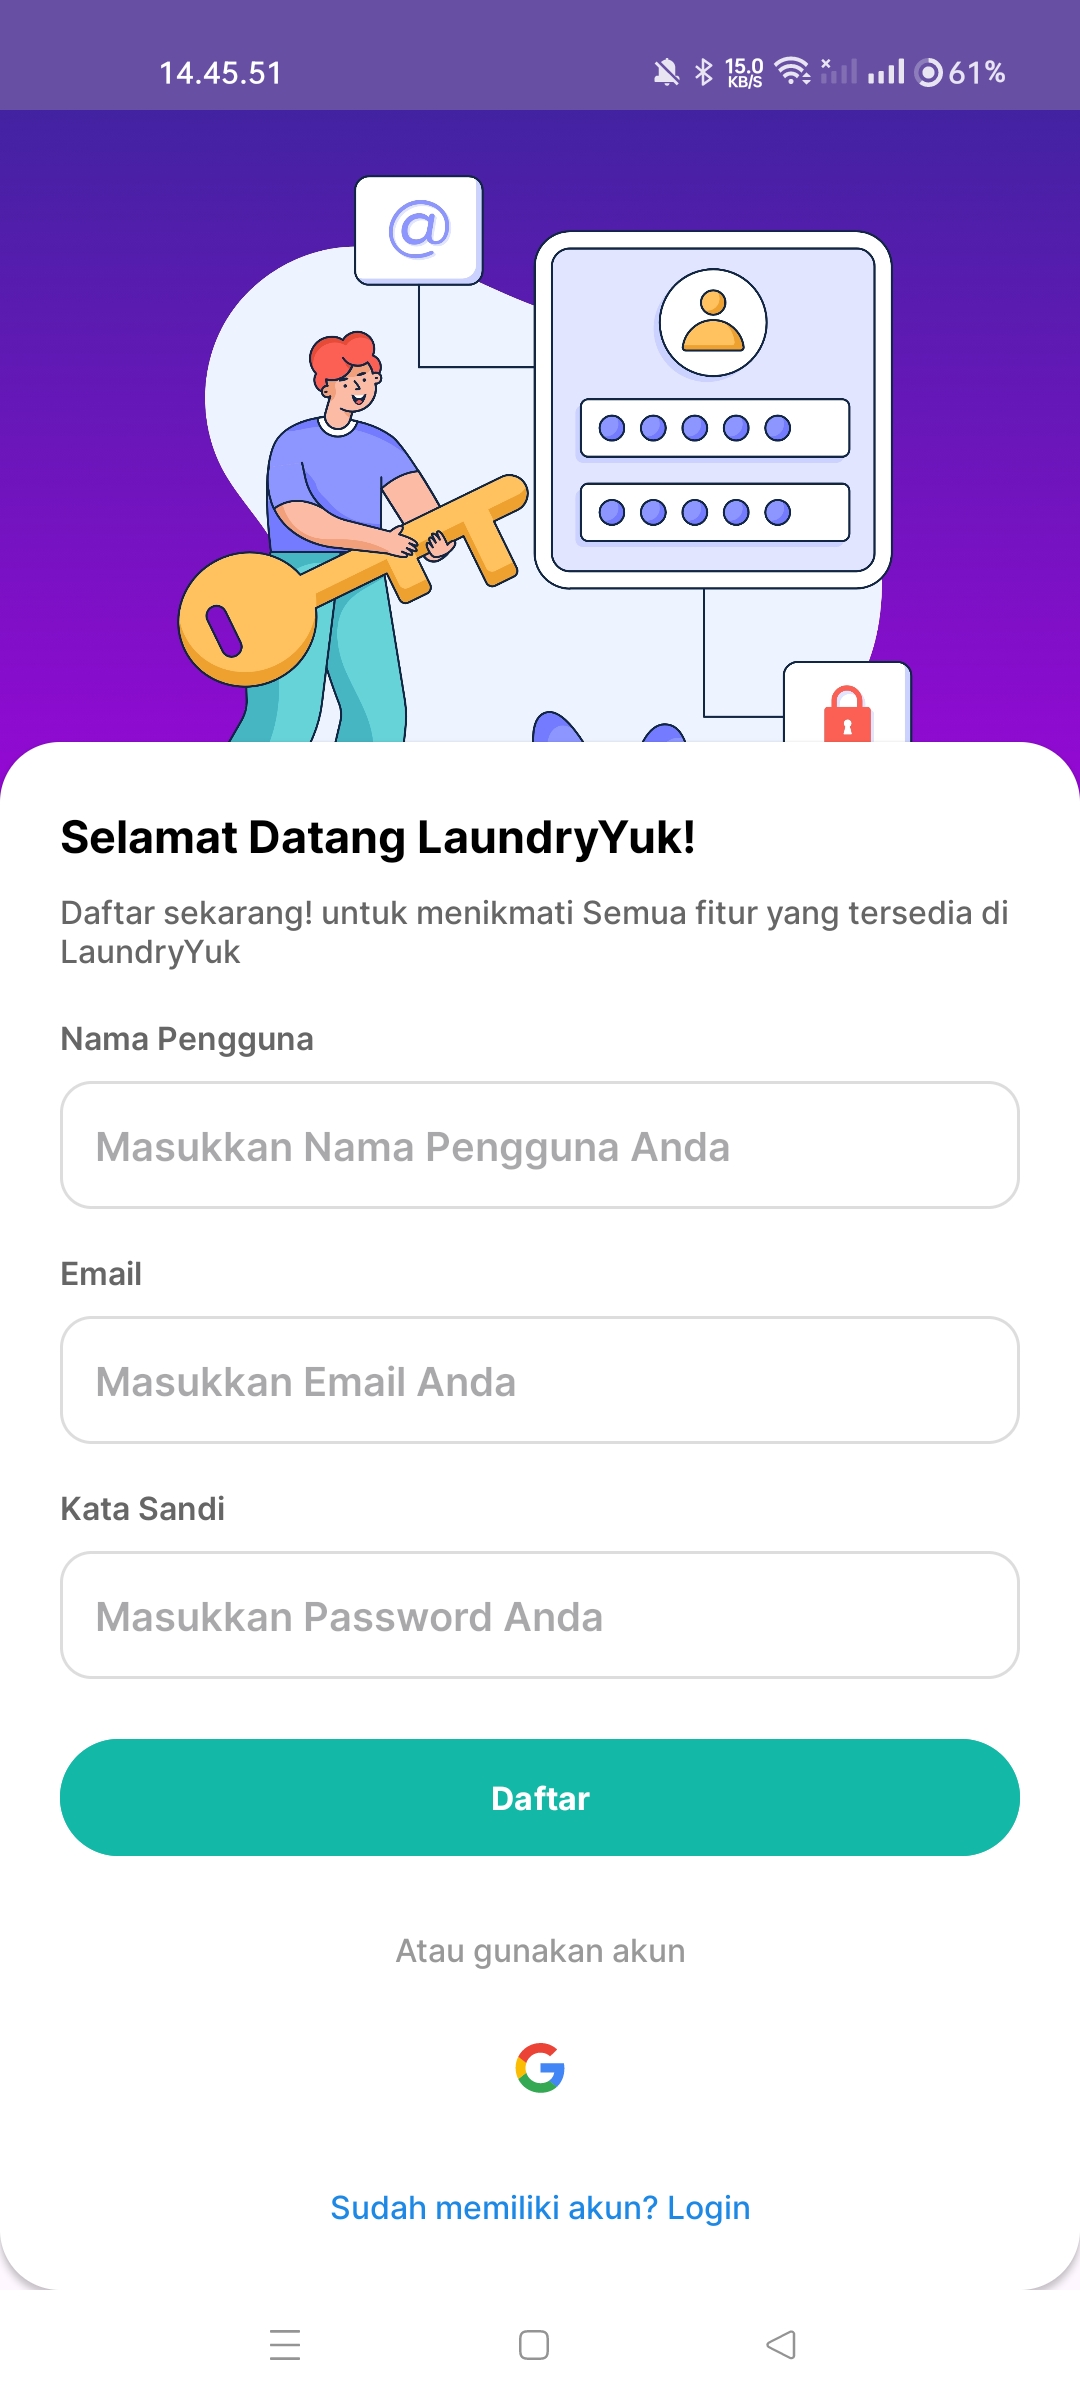 14.45.51
15.0
KB/S
61%
@
Selamat Datang LaundryYuk!
Daftar sekarang! untuk menikmati Semua fitur yang tersedia di
LaundryYuk
Nama Pengguna
Masukkan Nama Pengguna Anda
Email
Masukkan Email Anda
Kata Sandi
Masukkan Password Anda
Daftar
Atau gunakan akun
G
Sudah memiliki akun? Login